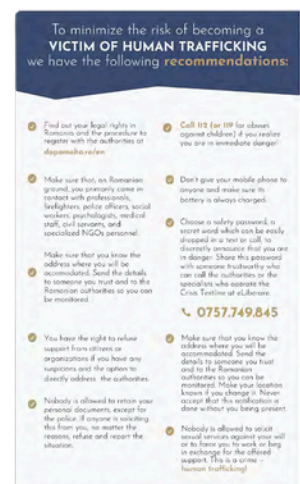 To minimize the risk of becoming a
VICTIM OF HUMAN TRAFFICKING
we have the following recommendations:
Find out your legal rights in
Romania and the procedure to
register with the authorities at
dopomoha.ro/en
Make sure that, on Romanian
ground, you primarily come in
contact with professionals,
firefighters, police officers, social
workers, psychologists, medical
staff, civil servants, and
specialized NGOs personnel.
Make sure that you know the
address where you will be
accommodated. Send the details
to someone you trust and to the
Romanian authorities so you can
be monitored.
You have the right to refuse
support from citizens or
organizations if you have any
suspicions and the option to
directly address the authorities.
Nobody is allowed to retain your
personal documents, except for
the police. If anyone is soliciting
this from you, no matter the
reasons, refuse and report the
situation.
Call 112 (or 119 for abuses
against children) if you realize
you are in immediate danger!
Don't give your mobile phone to
anyone and make sure its
battery is always charged.
Choose a safety password, a
secret word which can be easily
dropped in a text or call, to
discreetly announce that you are
in danger. Share this password
with someone trustworthy who
can call the authorities or the
specialists who operate the
Crisis Textline at eLiberare.
0757.749.845
Make sure that you know the
address where you will be
accommodated. Send the
details to someone you trust
and to the Romanian
authorities so you can be
monitored. Make your location
known if you change it. Never
accept that this notification is
done without you being present.
Nobody is allowed to solicit
sexual services against your will
or to force you to work or beg
in exchange for the offered
support. This is a crime –
human trafficking!